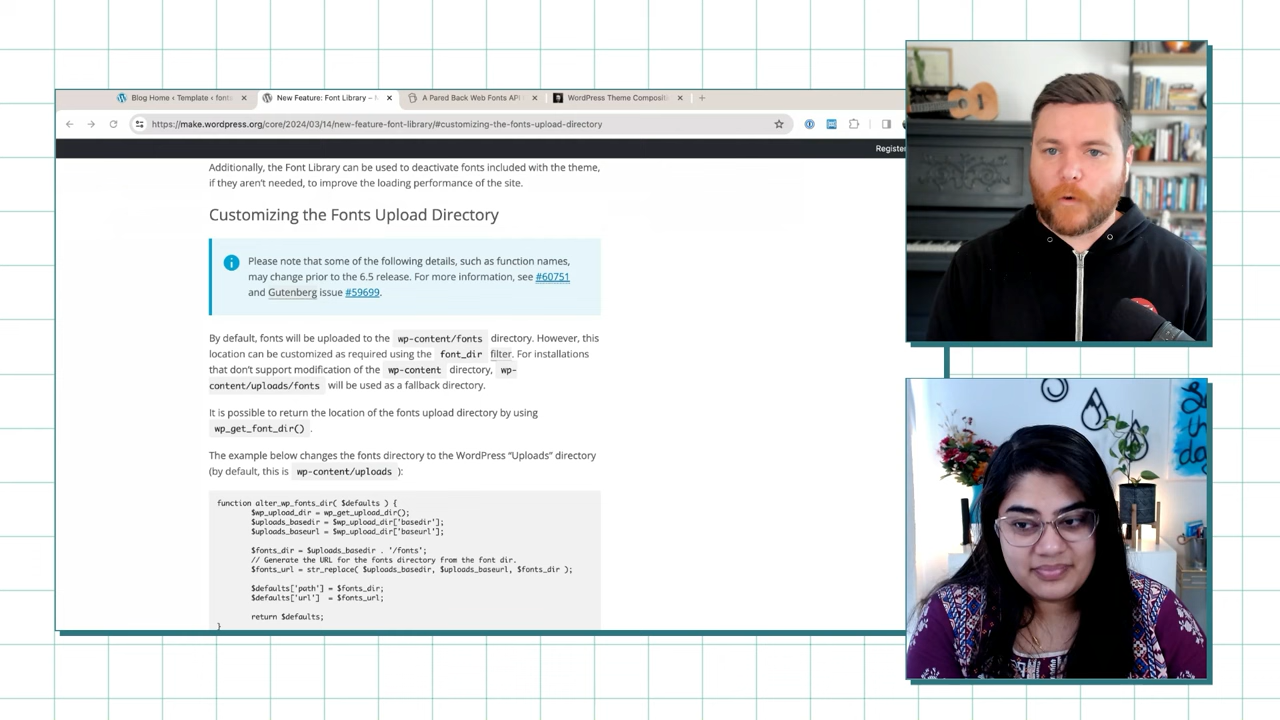 Blog Home ‹ Template ‹ font
New Feature: Font Library –
A Pared Back Web Fonts API
WordPress Theme Composit
https://make.wordpress.org/core/2024/03/14/new-feature-font-library/#customizing-the-fonts-upload-directory
Register
Additionally, the Font Library can be used to deactivate fonts included with the theme,
if they aren't needed, to improve the loading performance of the site.
Customizing the Fonts Upload Directory
Please note that some of the following details, such as function names,
may change prior to the 6.5 release. For more information, see #60751
and Gutenberg issue #59699.
By default, fonts will be uploaded to the wp-content/fonts directory. However, this
location can be customized as required using the font_dir filter. For installations
that don't support modification of the wp-content directory, wp-
content/uploads/fonts will be used as a fallback directory.
It is possible to return the location of the fonts upload directory by using
wp_get_font_dir() .
The example below changes the fonts directory to the WordPress “Uploads” directory
(by default, this is wp-content/uploads ):
function alter_wp_fonts_dir( $defaults ) {
$wp_upload_dir = wp_get_upload_dir();
$uploads_basedir = $wp_upload_dir['basedir'];
$uploads_baseurl = $wp_upload_dir['baseurl'];
$fonts_dir = $uploads_basedir . '/fonts';
// Generate the URL for the fonts directory from the font dir.
$fonts_url = str_replace( $uploads_basedir, $uploads_baseurl, $fonts_dir );
$defaults['path'] = $fonts_dir;
$defaults['url'] = $fonts_url;
return $defaults;
}